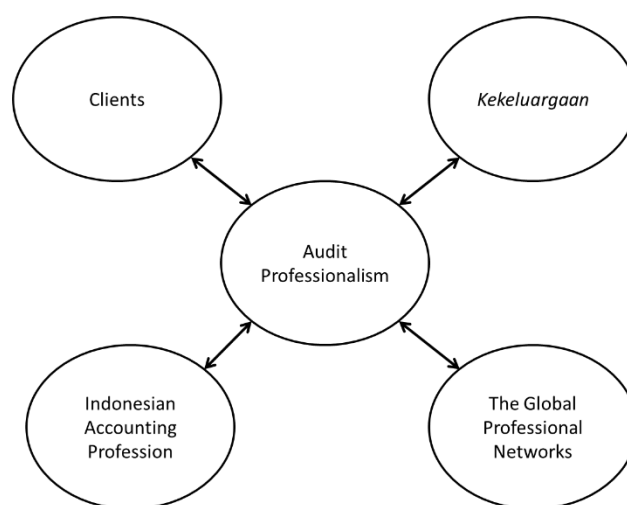 Clients
Kekeluargaan
Audit
Professionalism
Indonesian
Accounting
Profession
The Global
Professional
Networks